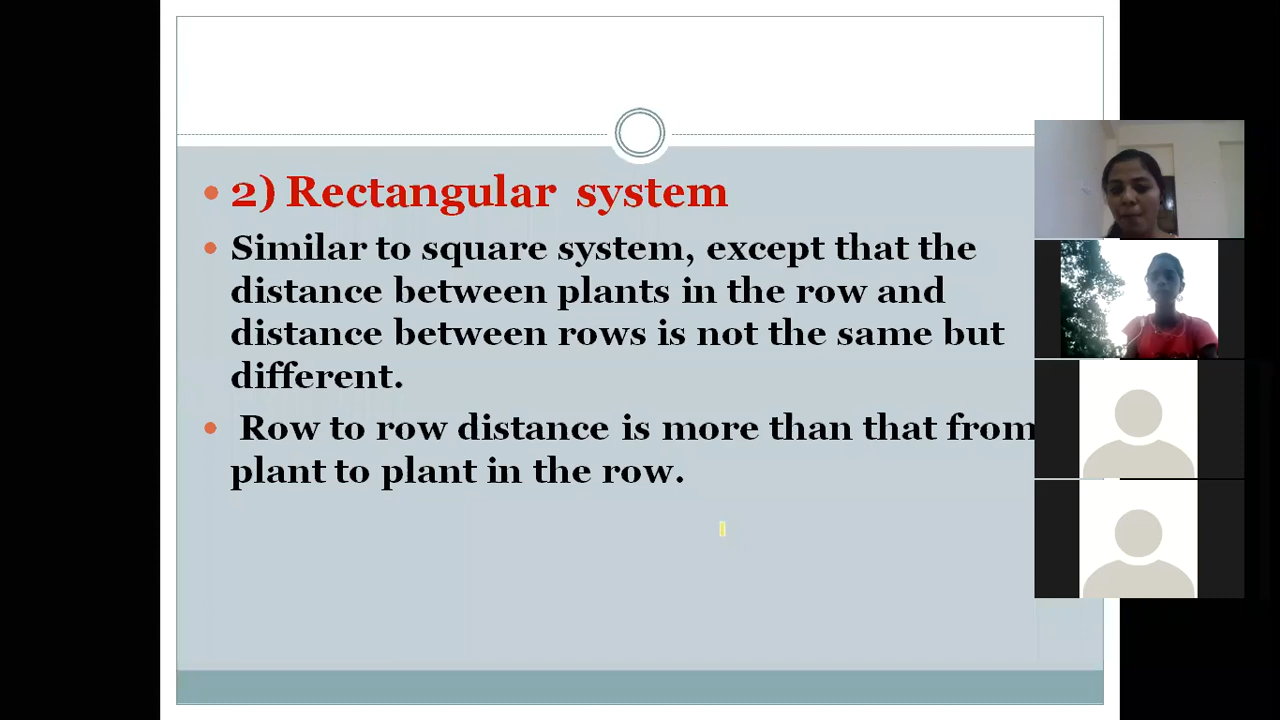 2) Rectangular system
Similar to square system, except that the
distance between plants in the row and
distance between rows is not the same but
different.
Row to row distance is more than that from
plant to plant in the row.